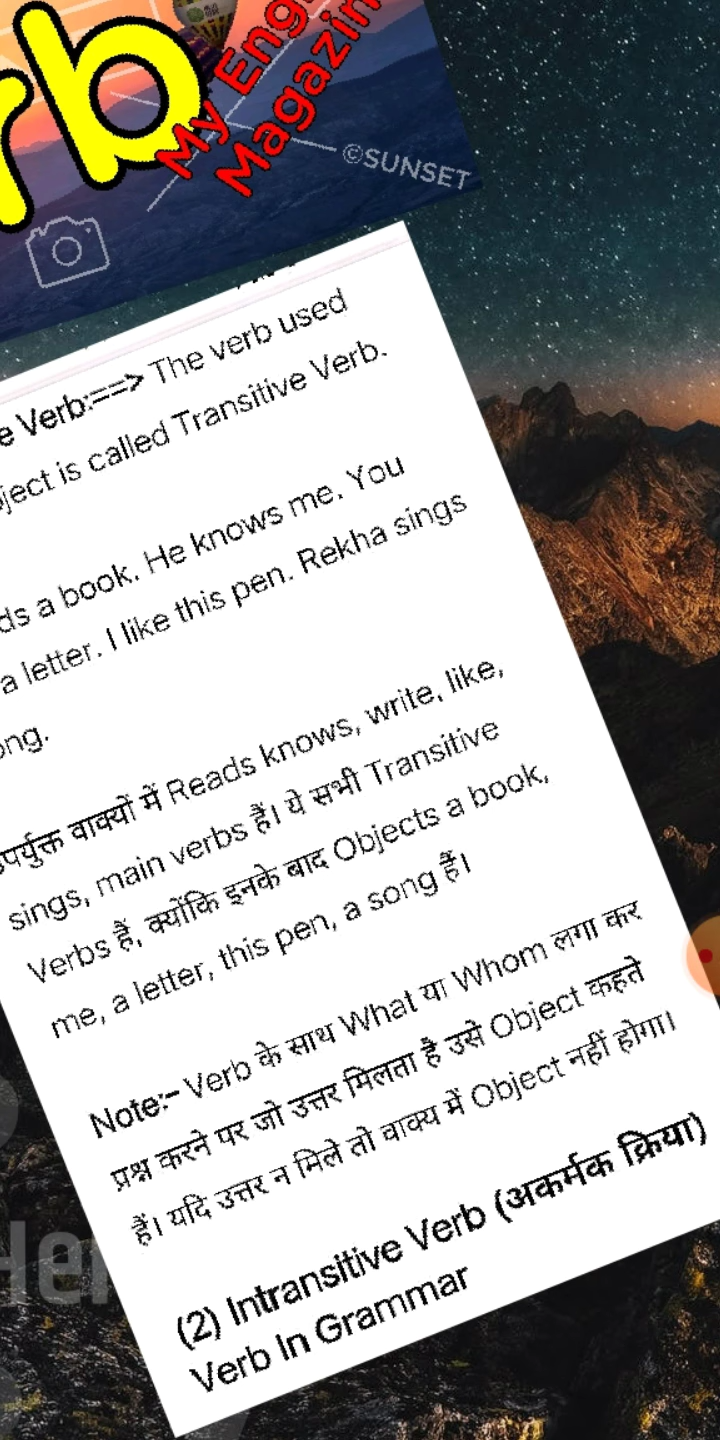 rb
My Eng
Magazin
©SUNSET
e Verb:==> The verb used
ject is called Transitive Verb.
ds a book. He knows me. You
a letter. I like this pen. Rekha sings
ong.
उपर्युक्त वाक्यों में Reads knows, write, like,
sings, main verbs हैं। ये सभी Transitive
Verbs हैं, क्योंकि इनके बाद Objects a book,
me, a letter, this pen, a song हैं।
Note:- Verb के साथ What या Whom लगा कर
प्रश्न करने पर जो उत्तर मिलता है उसे Object कहते
हैं। यदि उत्तर न मिले तो वाक्य में Object नहीं होगा।
(2) Intransitive Verb (अकर्मक क्रिया)
Verb In Grammar